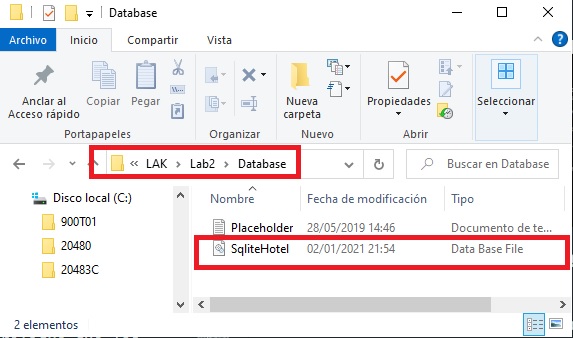 Database
Archivo Inicio Compartir Vista
Anclar al
Acceso rápido
Copiar
Pegar
Portapapeles
Organizar
Nueva
carpeta
Nuevo
Propiedades
Abrir
Seleccionar
« LAK > Lab2 > Database
Buscar en Database
Disco local (C:)
900T01
20480
20483C
Nombre Fecha de modificación Tipo
Placeholder 28/05/2019 14:46 Documento de te...
SqliteHotel 02/01/2021 21:54 Data Base File
2 elementos